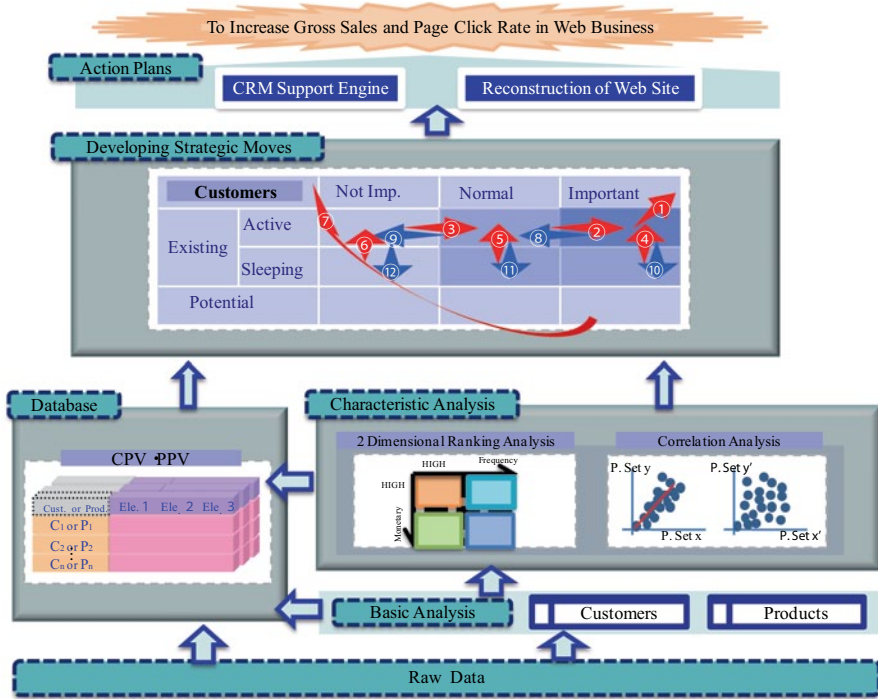 To Increase Gross Sales and Page Click Rate in Web Business
Action Plans
CRM Support Engine
Reconstruction of Web Site
Developing Strategic Moves
Customers
Not Imp.
Normal
Important
Existing
Active
Sleeping
Potential
7
9
3
8
2
1
6
5
4
12
11
10
Database
CPV •PPV
Cust. or Prod.
Ele. 1
Ele. 2
Ele. 3
C1 or P1
C2 or P2
⋮
Cn or Pn
Characteristic Analysis
2 Dimensional Ranking Analysis
HIGH
Frequency
HIGH
Monetary
Correlation Analysis
P. Set y
P. Set x
P. Set y’
P. Set x’
Basic Analysis
Customers
Products
Raw Data